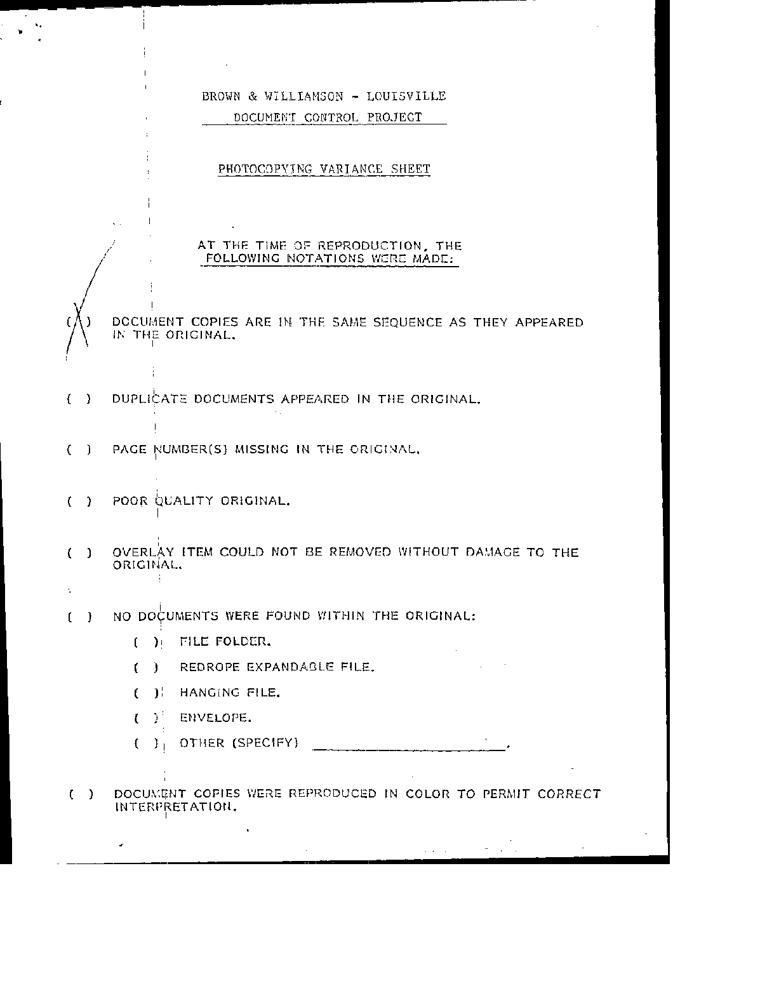 BROWN & WILLIAMSON - LOUISVILLE
DOCUMENT CONTROL PROJECT
PHOTOCOPYING VARIANCE SHEET
AT THE TIME OF REPRODUCTION, THE
FOLLOWING NOTATIONS WERE MADE:
(X) DOCUMENT COPIES ARE IN THE SAME SEQUENCE AS THEY APPEARED
IN THE ORIGINAL.
( ) DUPLICATE DOCUMENTS APPEARED IN THE ORIGINAL.
( ) PAGE NUMBER(S) MISSING IN THE ORIGINAL.
( ) POOR QUALITY ORIGINAL.
( ) OVERLAY ITEM COULD NOT BE REMOVED WITHOUT DAMAGE TO THE
ORIGINAL.
( ) NO DOCUMENTS WERE FOUND WITHIN THE ORIGINAL:
( ) FILE FOLDER.
( ) REDROPE EXPANDABLE FILE.
( ) HANGING FILE.
( ) ENVELOPE.
( ) OTHER (SPECIFY) ____________________.
( ) DOCUMENT COPIES WERE REPRODUCED IN COLOR TO PERMIT CORRECT
INTERPRETATION.